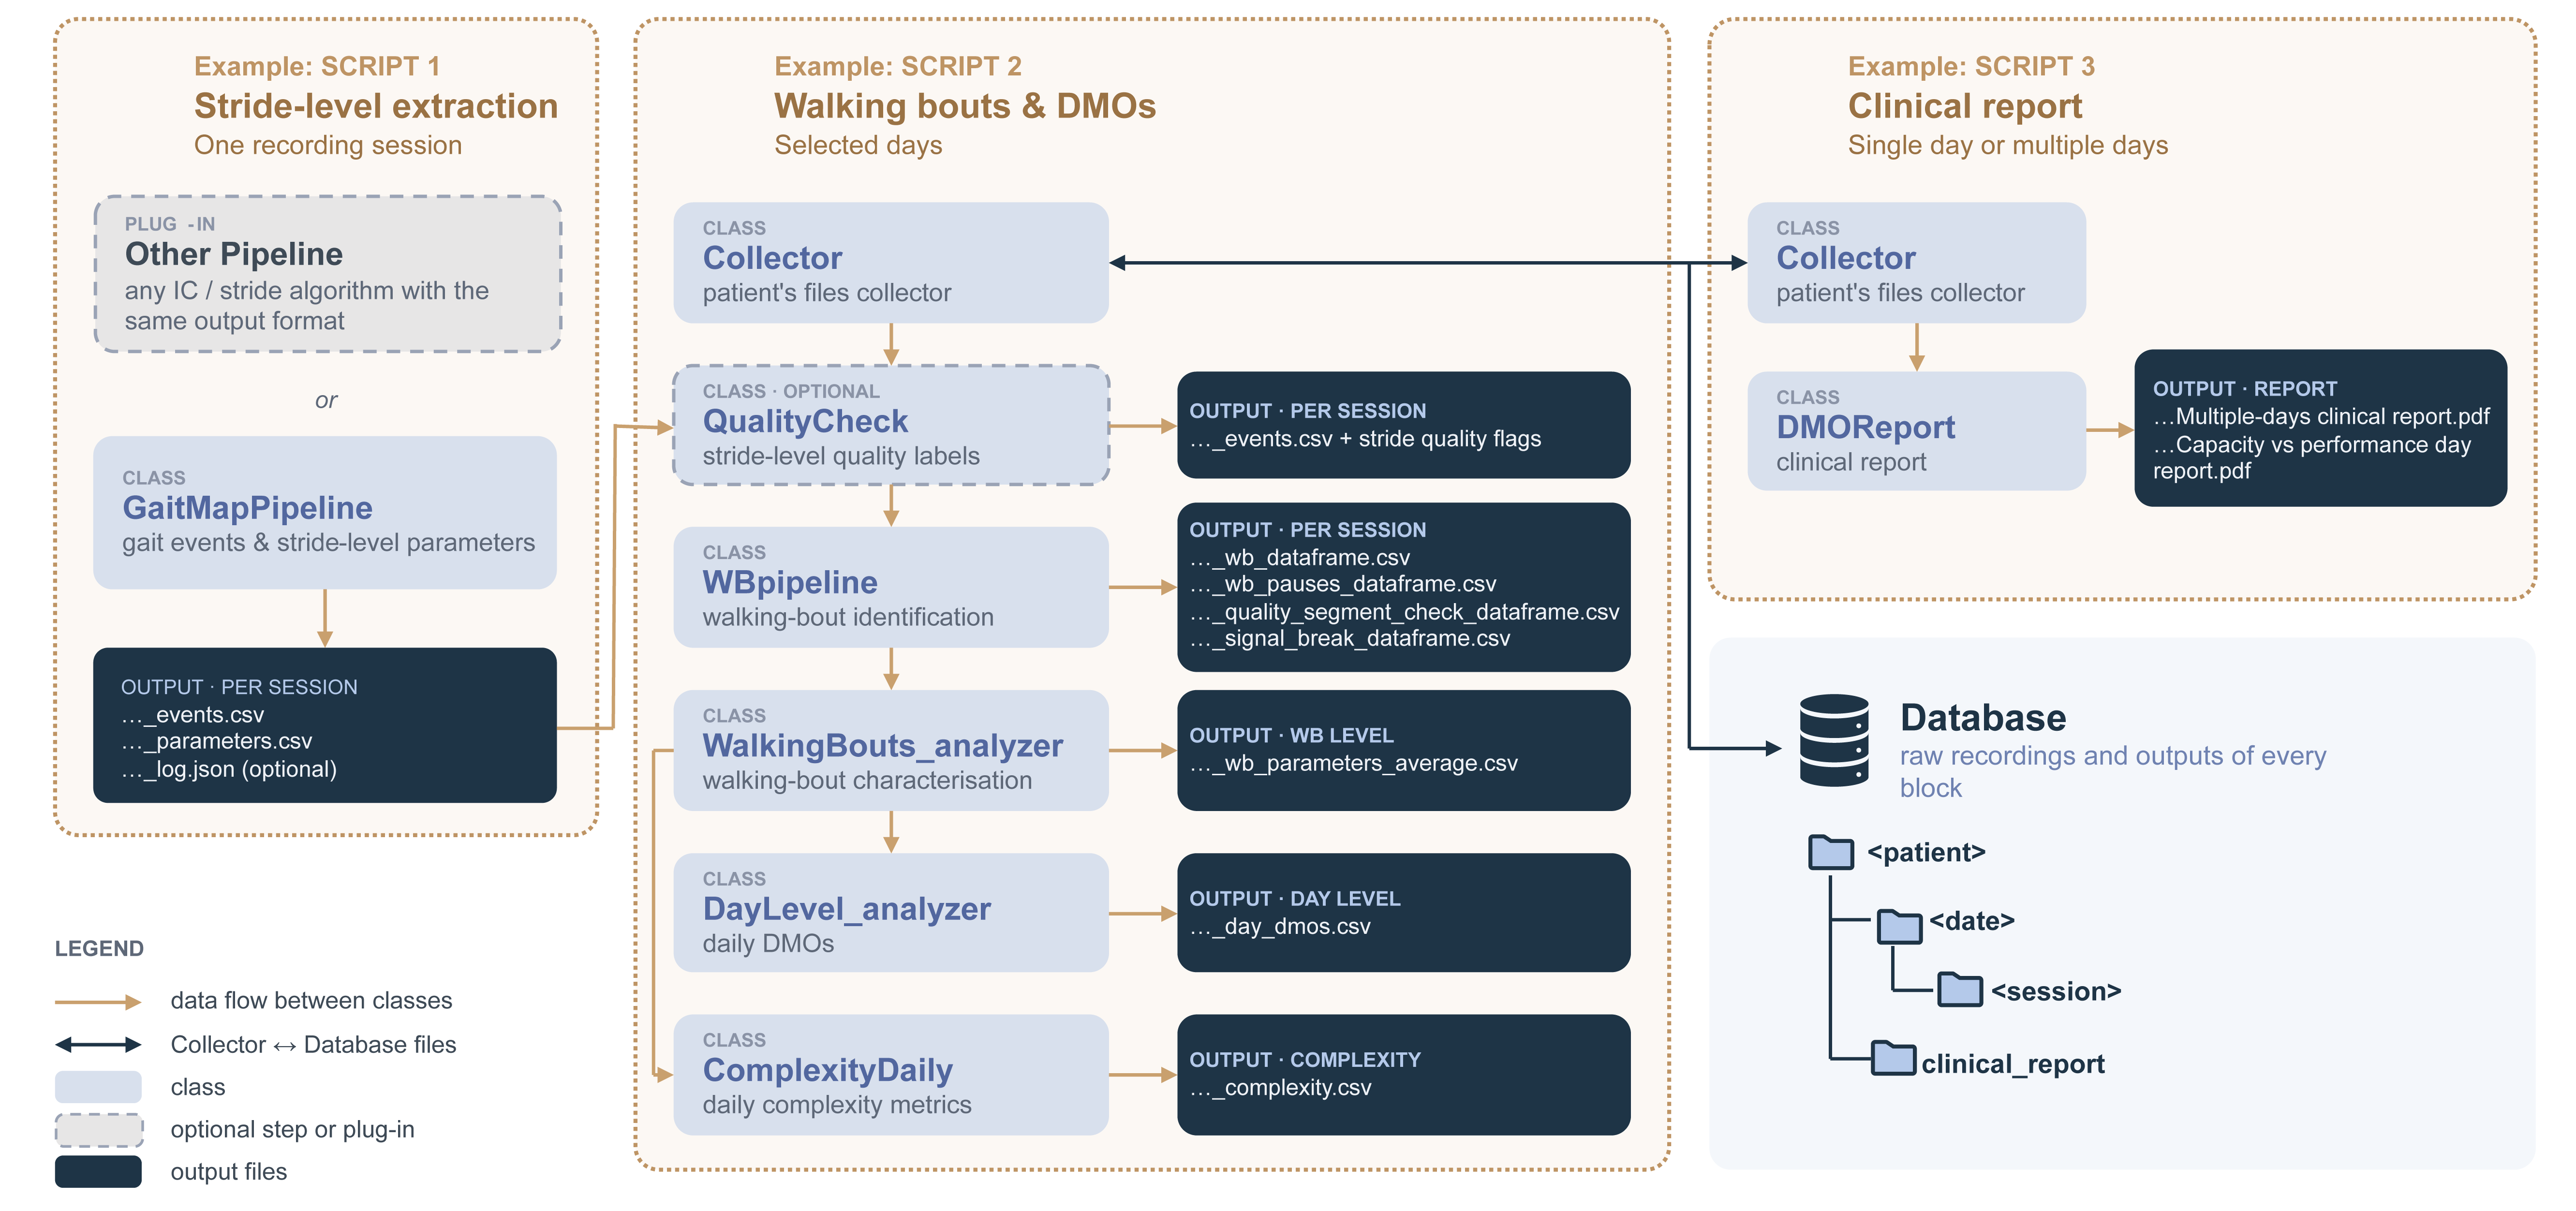 Example: SCRIPT 1
Stride-level extraction
One recording session
PLUG -IN
Other Pipeline
any IC / stride algorithm with the
same output format
or
CLASS
GaitMapPipeline
gait events & stride-level parameters
OUTPUT · PER SESSION
…_events.csv
…_parameters.csv
…_log.json (optional)
LEGEND
data flow between classes
Collector ↔ Database files
class
optional step or plug-in
output files
Example: SCRIPT 2
Walking bouts & DMOs
Selected days
CLASS
Collector
patient's files collector
CLASS · OPTIONAL
QualityCheck
stride-level quality labels
OUTPUT · PER SESSION
…_events.csv + stride quality flags
CLASS
WBpipeline
walking-bout identification
OUTPUT · PER SESSION
…_wb_dataframe.csv
…_wb_pauses_dataframe.csv
…_quality_segment_check_dataframe.csv
…_signal_break_dataframe.csv
CLASS
WalkingBouts_analyzer
walking-bout characterisation
OUTPUT · WB LEVEL
…_wb_parameters_average.csv
CLASS
DayLevel_analyzer
daily DMOs
OUTPUT · DAY LEVEL
…_day_dmos.csv
CLASS
ComplexityDaily
daily complexity metrics
OUTPUT · COMPLEXITY
…_complexity.csv
Example: SCRIPT 3
Clinical report
Single day or multiple days
CLASS
Collector
patient's files collector
CLASS
DMOReport
clinical report
OUTPUT · REPORT
…Multiple-days clinical report.pdf
…Capacity vs performance day
report.pdf
Database
raw recordings and outputs of every
block
<patient>
<date>
<session>
clinical_report